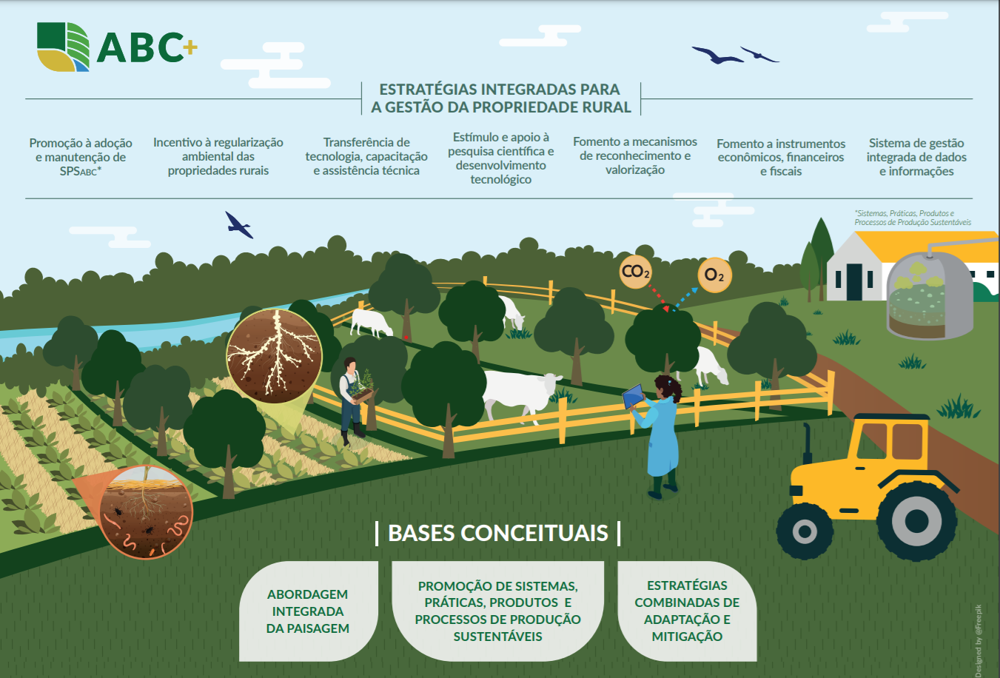 ABC+
ESTRATÉGIAS INTEGRADAS PARA
A GESTÃO DA PROPRIEDADE RURAL
Promoção à adoção
e manutenção de
SPSABC*
Incentivo à regularização
ambiental das
propriedades rurais
Transferência de
tecnologia, capacitação
e assistência técnica
Estímulo e apoio à
pesquisa científica e
desenvolvimento
tecnológico
Fomento a mecanismos
de reconhecimento e
valorização
Fomento a instrumentos
econômicos, financeiros
e fiscais
Sistema de gestão
integrada de dados
e informações
*Sistemas, Práticas, Produtos e
Processos de Produção Sustentáveis
CO₂
O₂
BASES CONCEITUAIS
ABORDAGEM
INTEGRADA
DA PAISAGEM
PROMOÇÃO DE SISTEMAS,
PRÁTICAS, PRODUTOS E
PROCESSOS DE PRODUÇÃO
SUSTENTÁVEIS
ESTRATÉGIAS
COMBINADAS DE
ADAPTAÇÃO E
MITIGAÇÃO
Designed by @Freepik